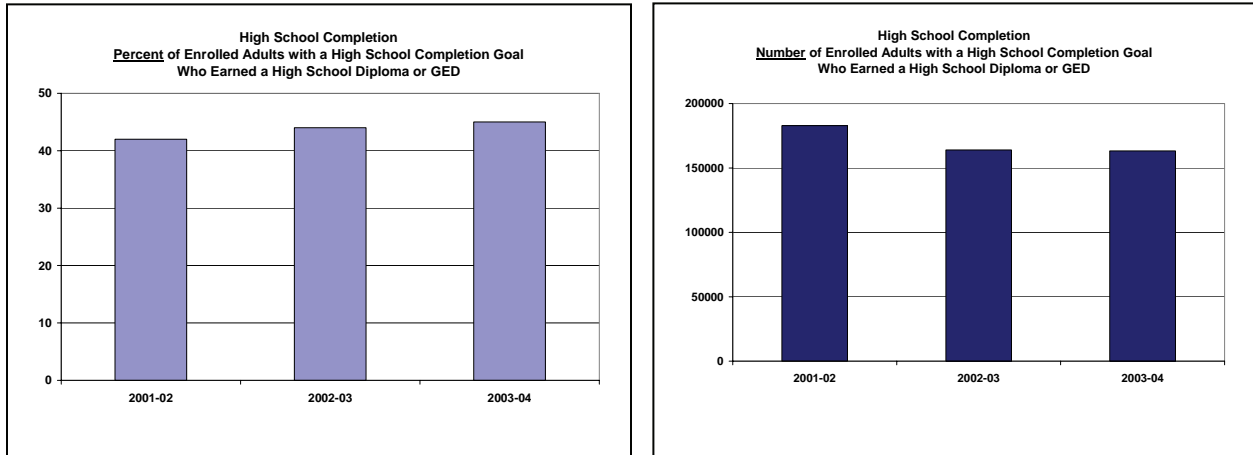 High School Completion
Percent of Enrolled Adults with a High School Completion Goal
Who Earned a High School Diploma or GED
50
40
30
20
10
0
2001-02 2002-03 2003-04
High School Completion
Number of Enrolled Adults with a High School Completion Goal
Who Earned a High School Diploma or GED
200000
150000
100000
50000
0
2001-02 2002-03 2003-04